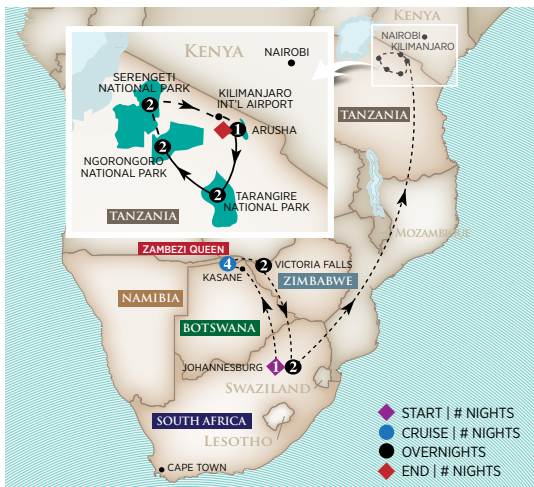 KENYA
NAIROBI
KILIMANJARO
KENYA
NAIROBI
SERENGETI
NATIONAL PARK
2
KILIMANJARO
INT'L AIRPORT
1
ARUSHA
2
NGORONGORO
NATIONAL PARK
2
TARANGIRE
NATIONAL PARK
TANZANIA
TANZANIA
MOZAMBIQUE
ZAMBEZI QUEEN
4
KASANE
2
VICTORIA FALLS
ZIMBABWE
NAMIBIA
BOTSWANA
JOHANNESBURG
1
2
SWAZILAND
SOUTH AFRICA
LESOTHO
CAPE TOWN
START | # NIGHTS
CRUISE | # NIGHTS
OVERNIGHTS
END | # NIGHTS